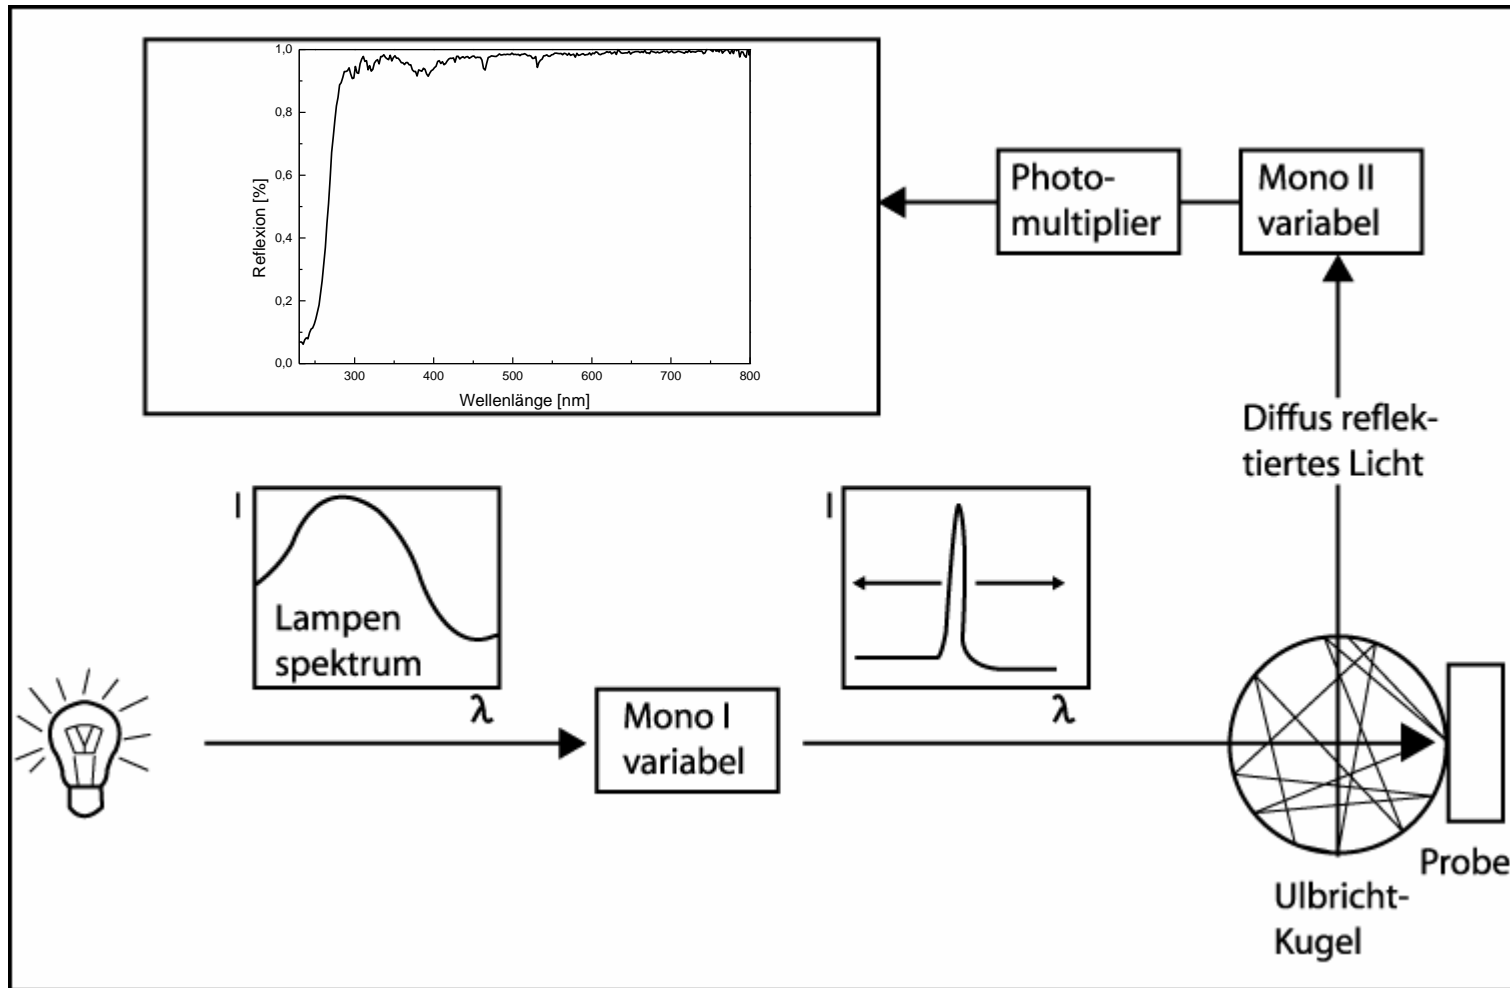 1,0
0,8
0,6
0,4
0,2
0,0
Reflexion [%]
300 400 500 600 700 800
Wellenlänge [nm]
Photo-
multiplier
Mono II
variabel
Diffus reflek-
tiertes Licht
I
Lampen
spektrum
λ
I
λ
Mono I
variabel
Probe
Ulbricht-
Kugel